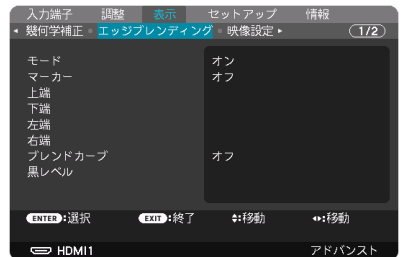 入力端子 調整 表示 セットアップ 情報
◂ 幾何学補正 ● エッジブレンディング ● 映像設定 ▸ 1/2
モード オン
マーカー オフ
上端
下端
左端
右端
ブレンドカーブ オフ
黒レベル
ENTER:選択 EXIT:終了 :移動 :移動
HDMI1 アドバンスト